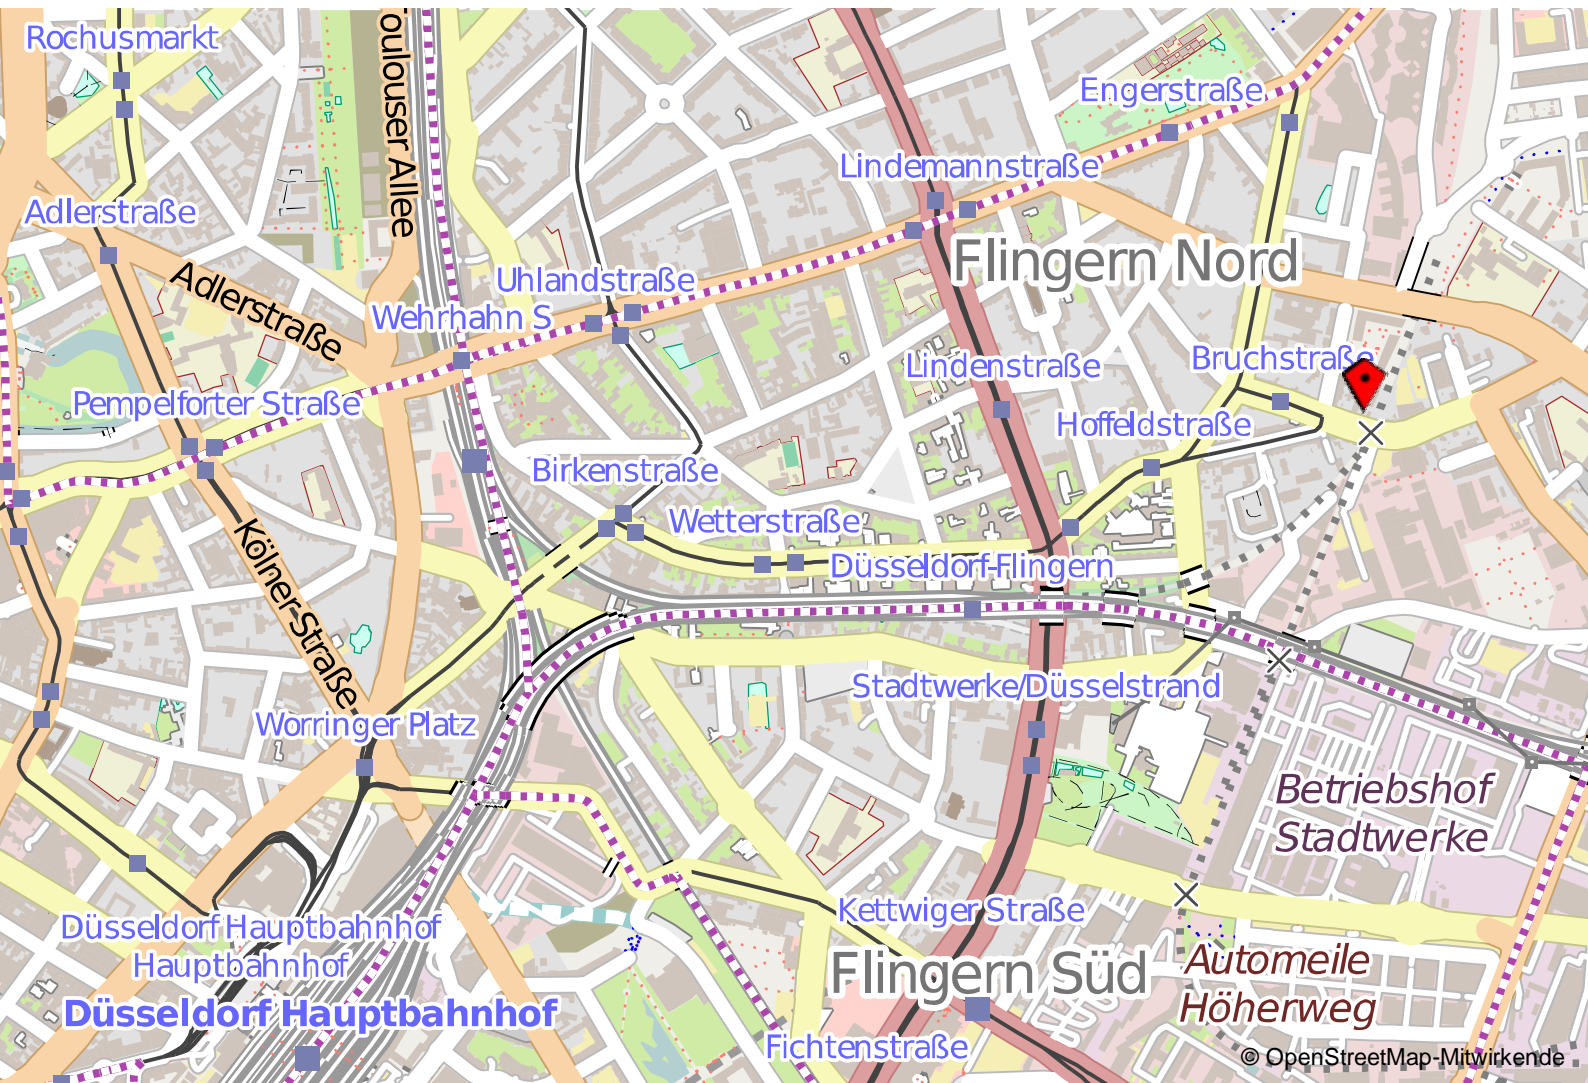 Rochusmarkt
Toulouser Allee
Engerstraße
Lindemannstraße
Adlerstraße
Flingern Nord
Adlerstraße
Uhlandstraße
Wehrhahn S
Bruchstraße
Lindenstraße
Pempelforter Straße
Hoffeldstraße
Birkenstraße
Wetterstraße
Kölner-Straße
Düsseldorf-Flingern
Stadtwerke/Düsselstrand
Worringer Platz
Betriebshof
Stadtwerke
Kettwiger Straße
Düsseldorf Hauptbahnhof
Hauptbahnhof
Flingern Süd
Automeile
Höherweg
Düsseldorf Hauptbahnhof
Fichtenstraße
© OpenStreetMap-Mitwirkende